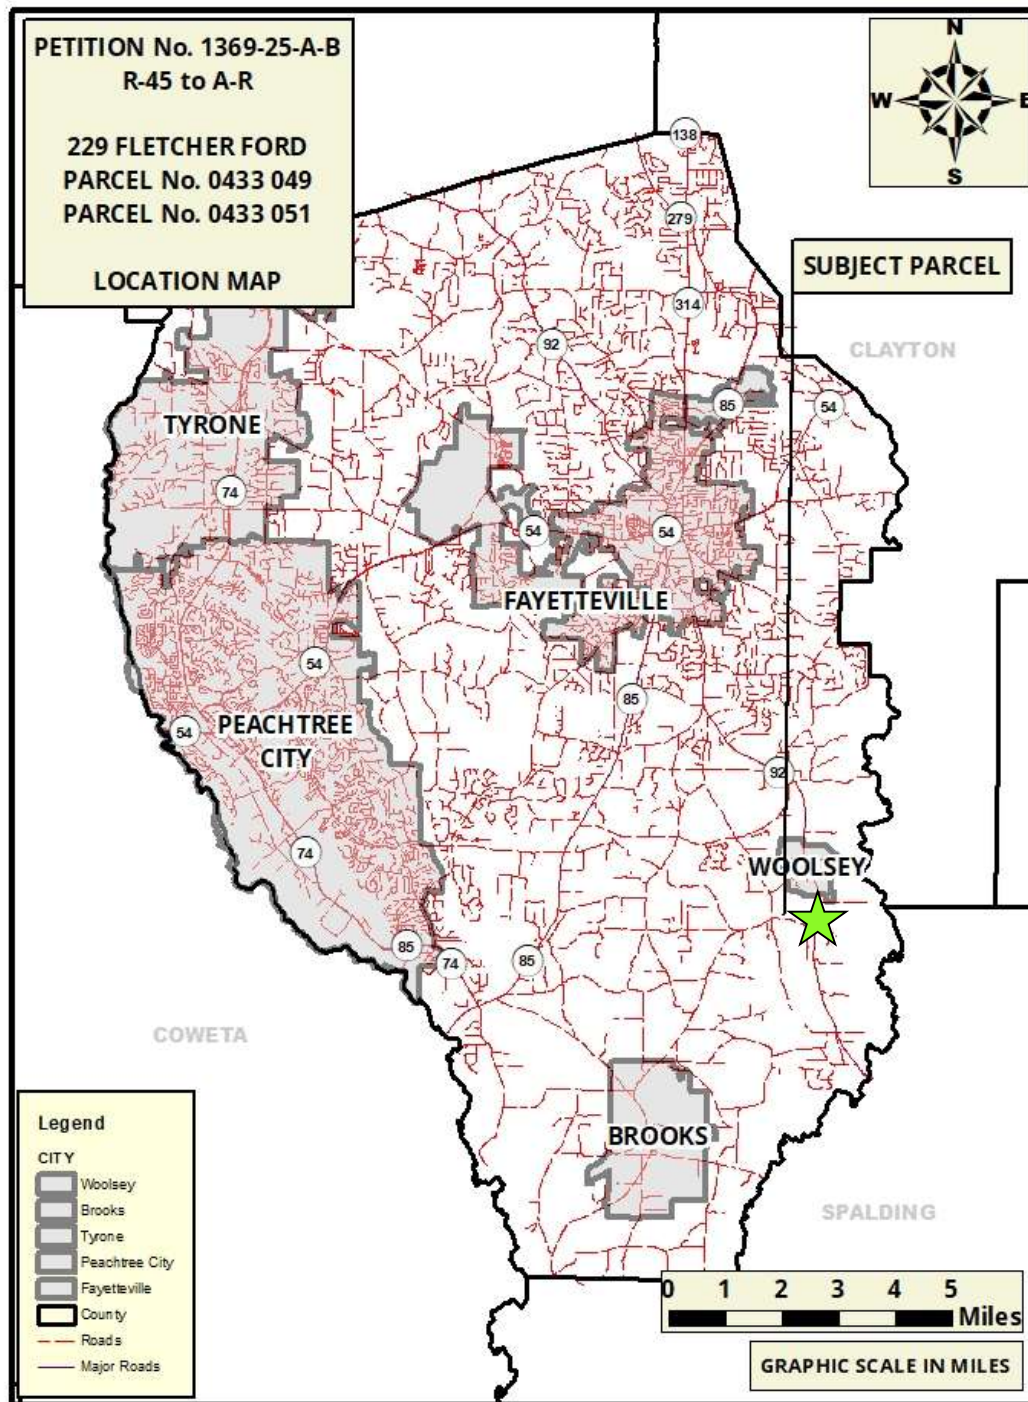 PETITION No. 1369-25-A-B
R-45 to A-R
229 FLETCHER FORD
PARCEL No. 0433 049
PARCEL No. 0433 051
LOCATION MAP
N
W
E
S
138
279
SUBJECT PARCEL
314
92
CLAYTON
85
54
TYRONE
74
54
54
FAYETTEVILLE
54
85
PEACHTREE
CITY
54
92
74
WOOLSEY
85
74
85
COWETA
BROOKS
SPALDING
Legend
CITY
Woolsey
Brooks
Tyrone
Peachtree City
Fayetteville
County
Roads
Major Roads
0 1 2 3 4 5
Miles
GRAPHIC SCALE IN MILES